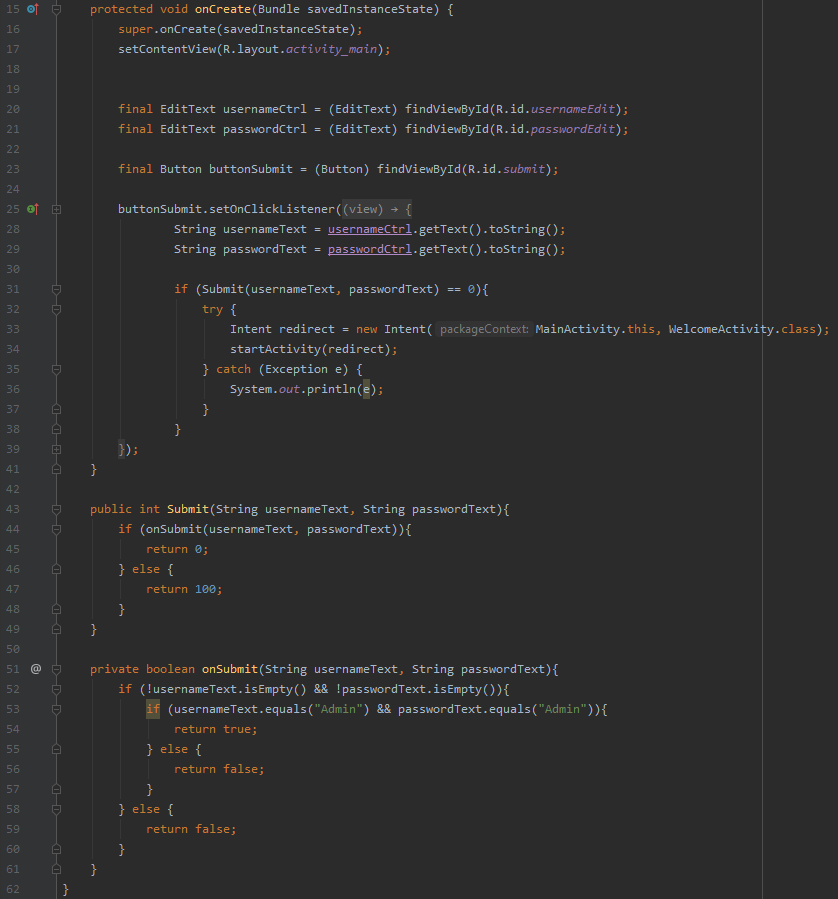 15 protected void onCreate(Bundle savedInstanceState) {
16 super.onCreate(savedInstanceState);
17 setContentView(R.layout.activity_main);
18
19
20 final EditText usernameCtrl = (EditText) findViewById(R.id.usernameEdit);
21 final EditText passwordCtrl = (EditText) findViewById(R.id.passwordEdit);
22
23 final Button buttonSubmit = (Button) findViewById(R.id.submit);
24
25 buttonSubmit.setOnClickListener((view) → {
28 String usernameText = usernameCtrl.getText().toString();
29 String passwordText = passwordCtrl.getText().toString();
30
31 if (Submit(usernameText, passwordText) == 0){
32 try {
33 Intent redirect = new Intent( packageContext: MainActivity.this, WelcomeActivity.class);
34 startActivity(redirect);
35 } catch (Exception e) {
36 System.out.println(e);
37 }
38 }
39 });
41 }
42
43 public int Submit(String usernameText, String passwordText){
44 if (onSubmit(usernameText, passwordText)){
45 return 0;
46 } else {
47 return 100;
48 }
49 }
50
51 @ private boolean onSubmit(String usernameText, String passwordText){
52 if (!usernameText.isEmpty() && !passwordText.isEmpty()){
53 if (usernameText.equals("Admin") && passwordText.equals("Admin")){
54 return true;
55 } else {
56 return false;
57 }
58 } else {
59 return false;
60 }
61 }
62 }